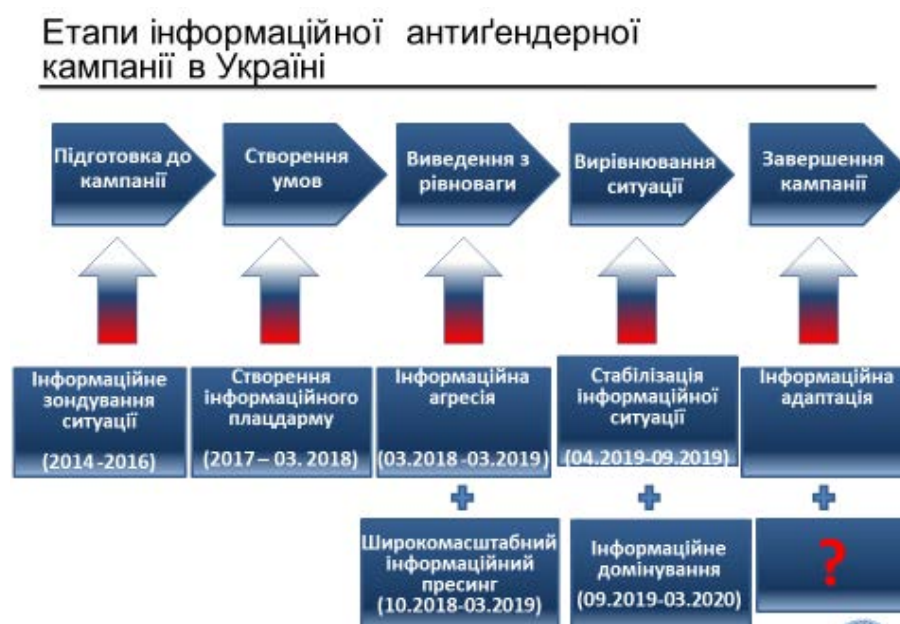 Етапи інформаційної антиґендерної
кампанії в Україні
Підготовка до
кампанії
Створення
умов
Виведення з
рівноваги
Вирівнювання
ситуації
Завершення
кампанії
Інформаційне
зондування
ситуації
(2014-2016)
Створення
інформаційного
плацдарму
(2017 – 03. 2018)
Інформаційна
агресія
(03.2018-03.2019)
Стабілізація
інформаційної
ситуації
(04.2019-09.2019)
Інформаційна
адаптація
Широкомасштабний
інформаційний
пресинг
(10.2018-03.2019)
Інформаційне
домінування
(09.2019-03.2020)
?